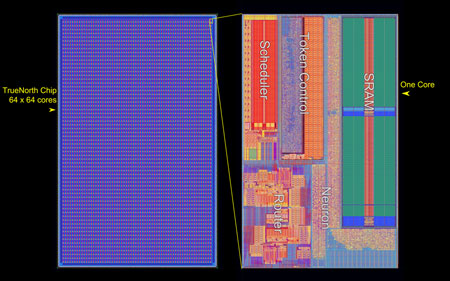 TrueNorth Chip
64 x 64 cores
Scheduler
Token Control
SRAM
One Core
Router
Neuron